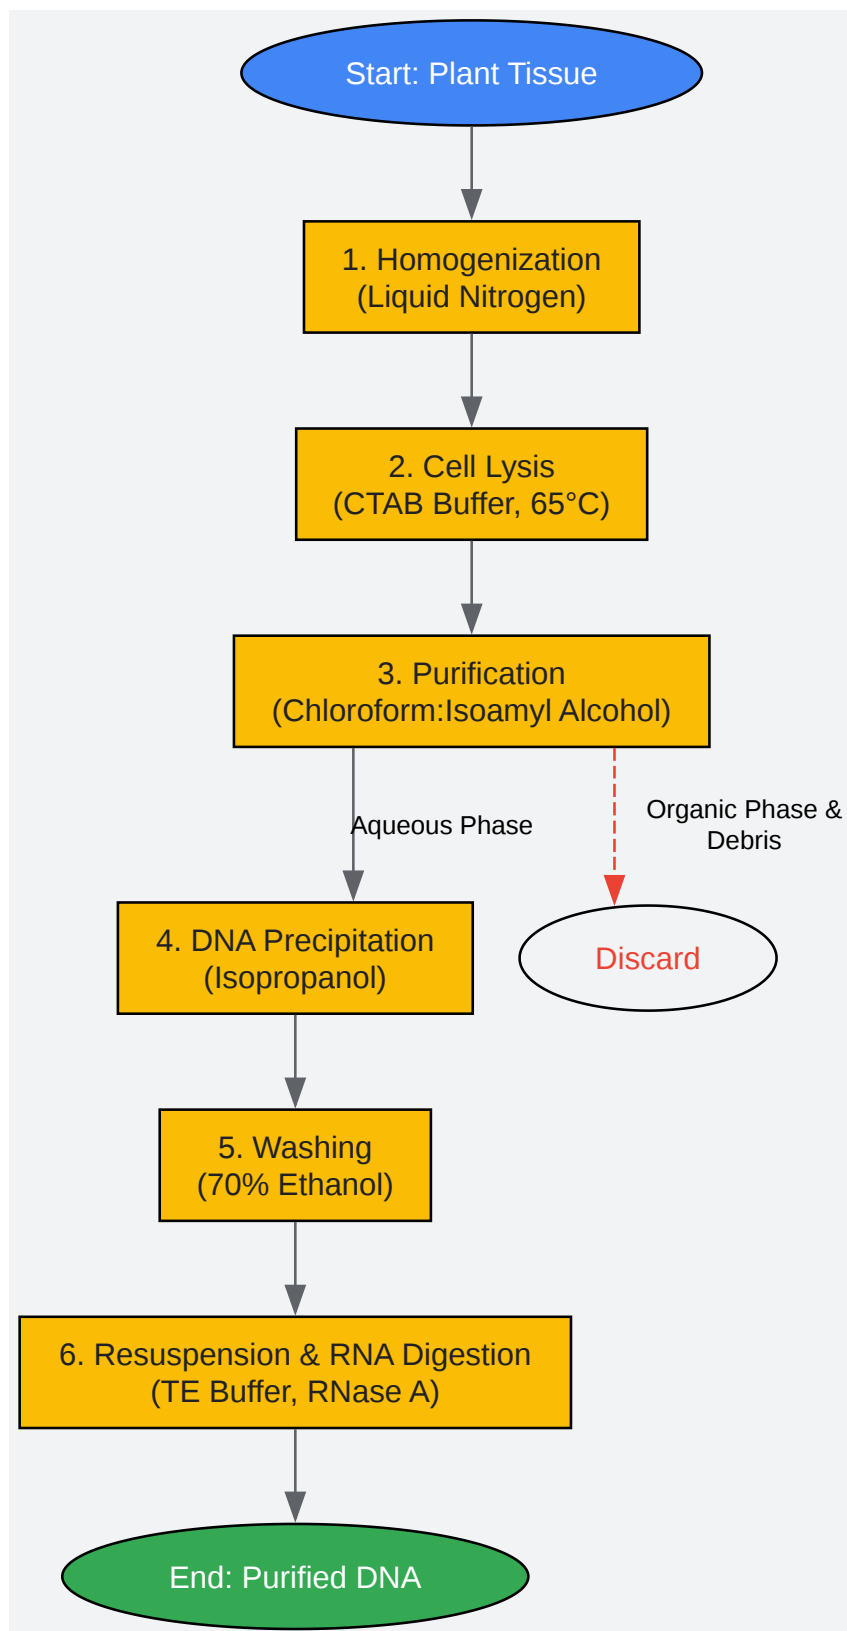 Start: Plant Tissue
1. Homogenization
(Liquid Nitrogen)
2. Cell Lysis
(CTAB Buffer, 65°C)
3. Purification
(Chloroform:Isoamyl Alcohol)
Aqueous Phase
Organic Phase &
Debris
4. DNA Precipitation
(Isopropanol)
Discard
5. Washing
(70% Ethanol)
6. Resuspension & RNA Digestion
(TE Buffer, RNase A)
End: Purified DNA